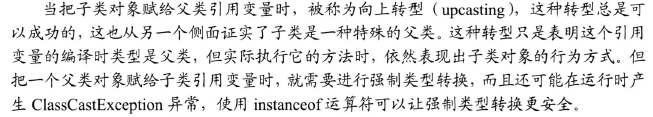 当把子类对象赋给父类引用变量时，被称为向上转型（upcasting），这种转型总是可
以成功的，这也从另一个侧面证实了子类是一种特殊的父类。这种转型只是表明这个引用
变量的编译时类型是父类，但实际执行它的方法时，依然表现出子类对象的行为方式。但
把一个父类对象赋给子类引用变量时，就需要进行强制类型转换，而且还可能在运行时产
生 ClassCastException 异常，使用 instanceof 运算符可以让强制类型转换更安全。